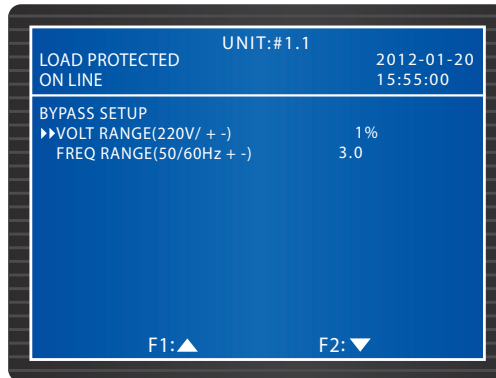 UNIT:#1.1
LOAD PROTECTED 2012-01-20
ON LINE 15:55:00
BYPASS SETUP
VOLT RANGE(220V/ + -) 1%
FREQ RANGE(50/60Hz + -) 3.0
F1: F2: